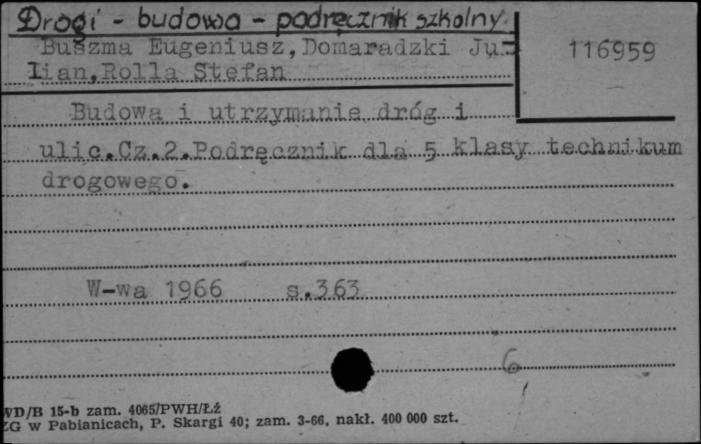 Drogi - budowa - podręcznik szkolny
Buszma Eugeniusz, Domaradzki Ju-
lian, Rolla Stefan
116959
Budowa i utrzymanie dróg i
ulic. Cz. 2. Podręcznik dla 5 klasy technikum
drogowego.
W-wa 1966 s. 363
6
WD/B 15-b zam. 4065/PWH/Łź
ZG w Pabianicach, P. Skargi 40; zam. 3-66, nakł. 400 000 szt.